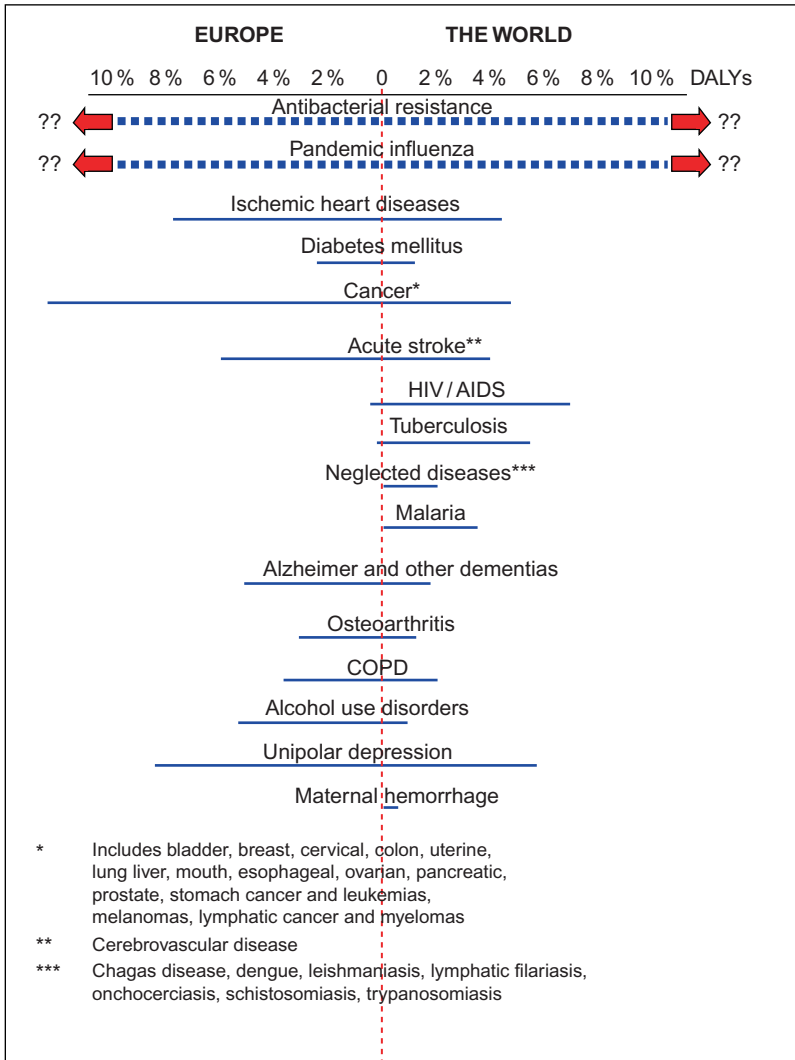 EUROPE THE WORLD
10 % 8 % 6 % 4 % 2 % 0 2 % 4 % 6 % 8 % 10 % DALYs
Antibacterial resistance
?? ??
Pandemic influenza
?? ??
Ischemic heart diseases
Diabetes mellitus
Cancer*
Acute stroke**
HIV / AIDS
Tuberculosis
Neglected diseases***
Malaria
Alzheimer and other dementias
Osteoarthritis
COPD
Alcohol use disorders
Unipolar depression
Maternal hemorrhage
* Includes bladder, breast, cervical, colon, uterine,
lung liver, mouth, esophageal, ovarian, pancreatic,
prostate, stomach cancer and leukemias,
melanomas, lymphatic cancer and myelomas
** Cerebrovascular disease
*** Chagas disease, dengue, leishmaniasis, lymphatic filariasis,
onchocerciasis, schistosomiasis, trypanosomiasis